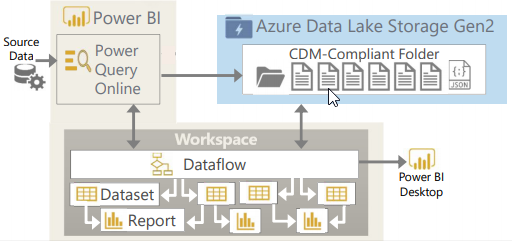 Power BI
Azure Data Lake Storage Gen2
Source
Data
Power
Query
Online
CDM-Compliant Folder
{;}
JSON
Workspace
Dataflow
Power BI
Desktop
Dataset
Report